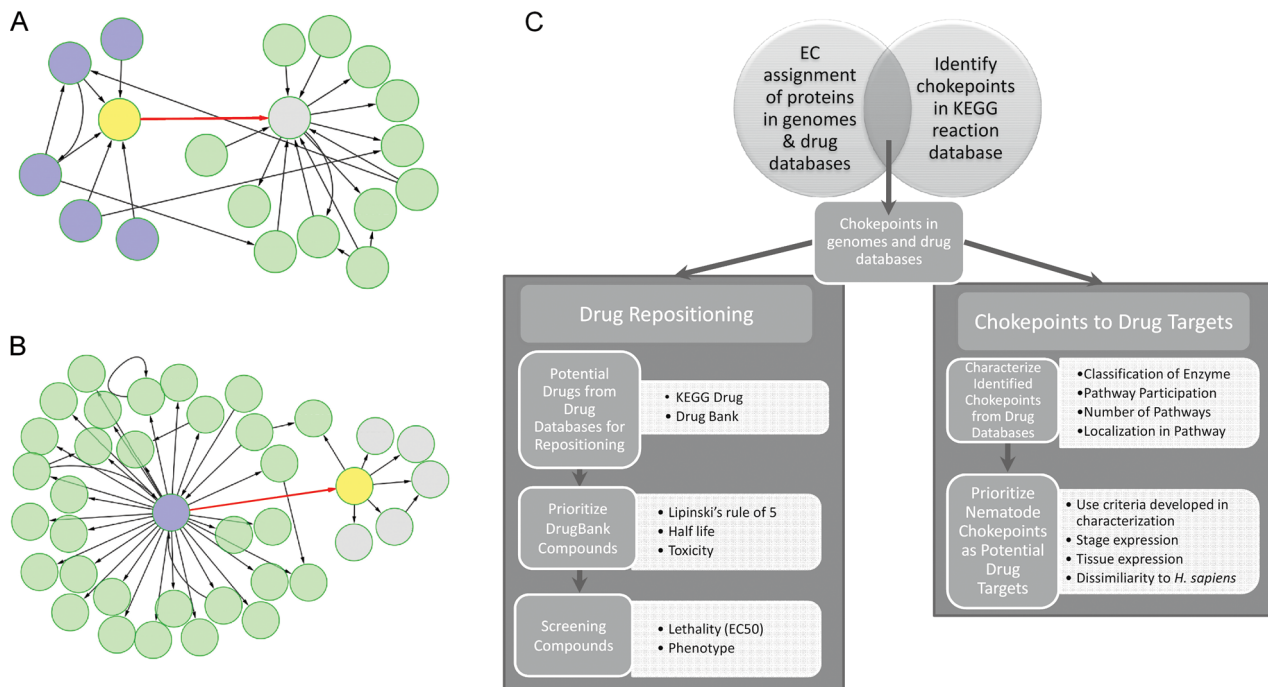 A
B
C
EC
assignment
of proteins
in genomes
& drug
databases
Identify
chokepoints
in KEGG
reaction
database
Chokepoints in
genomes and drug
databases
Drug Repositioning
Potential
Drugs from
Drug
Databases for
Repositioning
• KEGG Drug
• Drug Bank
Prioritize
DrugBank
Compounds
• Lipinski's rule of 5
• Half life
• Toxicity
Screening
Compounds
• Lethality (EC50)
• Phenotype
Chokepoints to Drug Targets
Characterize
Identified
Chokepoints
from Drug
Databases
•Classification of Enzyme
•Pathway Participation
•Number of Pathways
•Localization in Pathway
Prioritize
Nematode
Chokepoints
as Potential
Drug
Targets
• Use criteria developed in
characterization
• Stage expression
• Tissue expression
• Dissimiliarity to H. sapiens